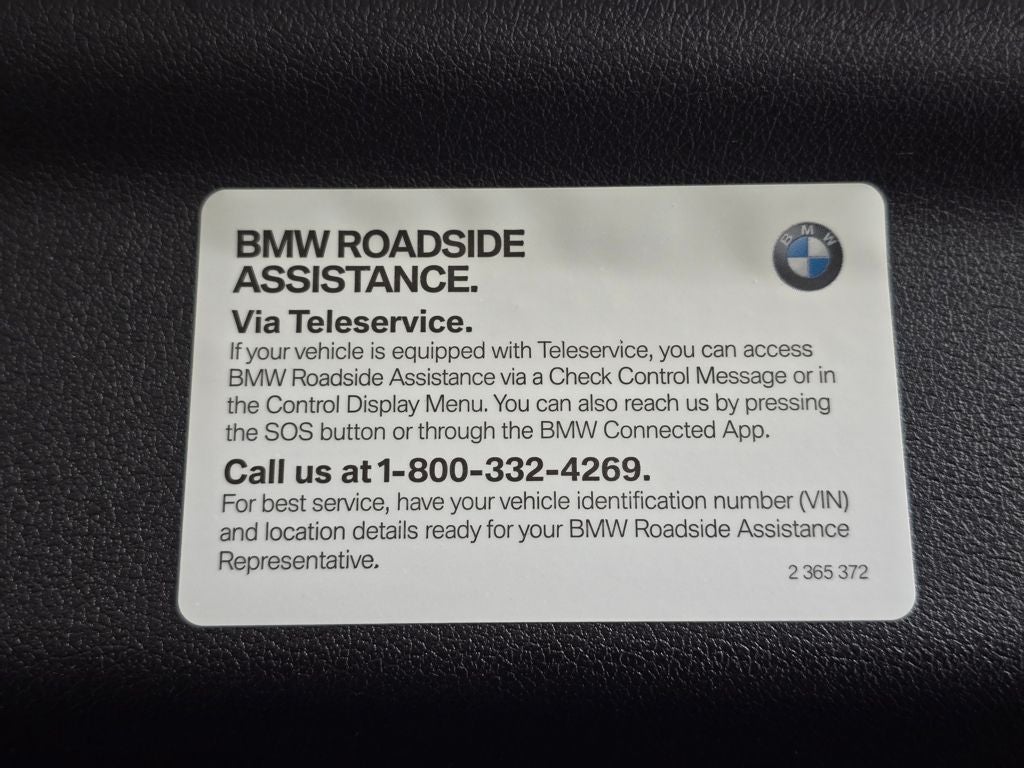 BMW ROADSIDE
ASSISTANCE.
BMW
Via Teleservice.
If your vehicle is equipped with Teleservice, you can access
BMW Roadside Assistance via a Check Control Message or in
the Control Display Menu. You can also reach us by pressing
the SOS button or through the BMW Connected App.
Call us at 1-800-332-4269.
For best service, have your vehicle identification number (VIN)
and location details ready for your BMW Roadside Assistance
Representative.
2 365 372